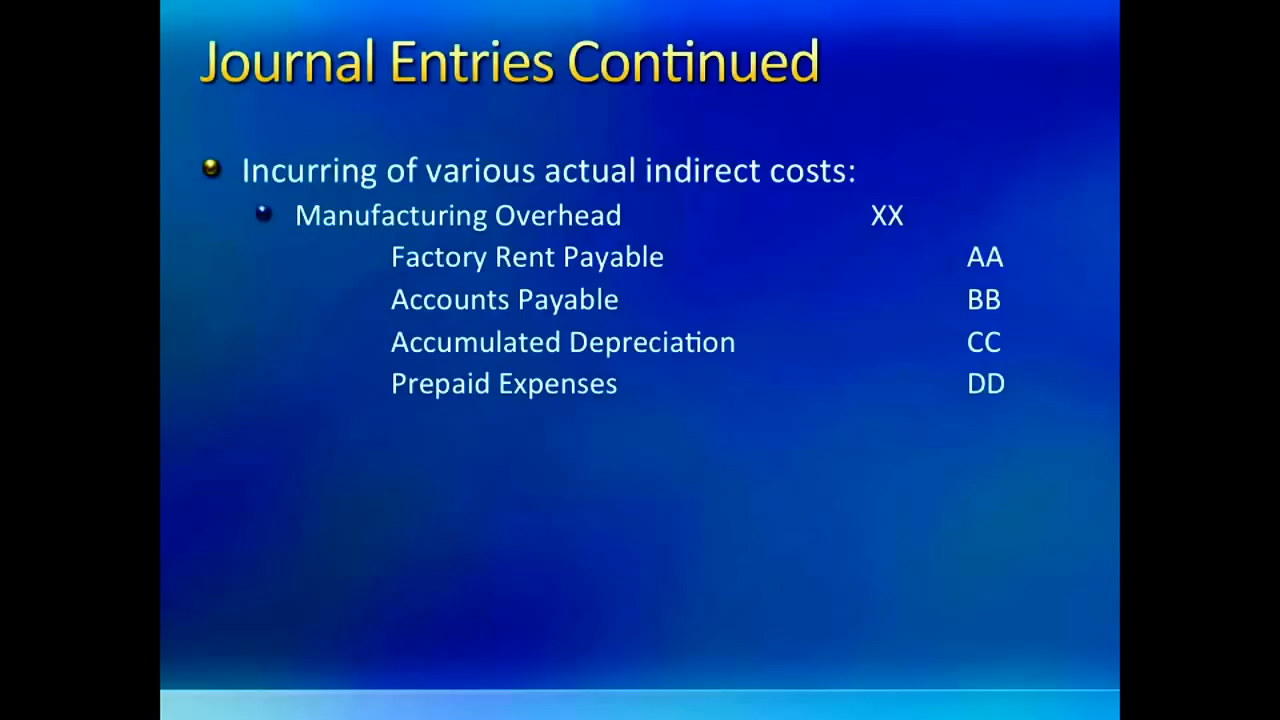 Journal Entries Continued
Incurring of various actual indirect costs:
Manufacturing Overhead XX
Factory Rent Payable AA
Accounts Payable BB
Accumulated Depreciation CC
Prepaid Expenses DD